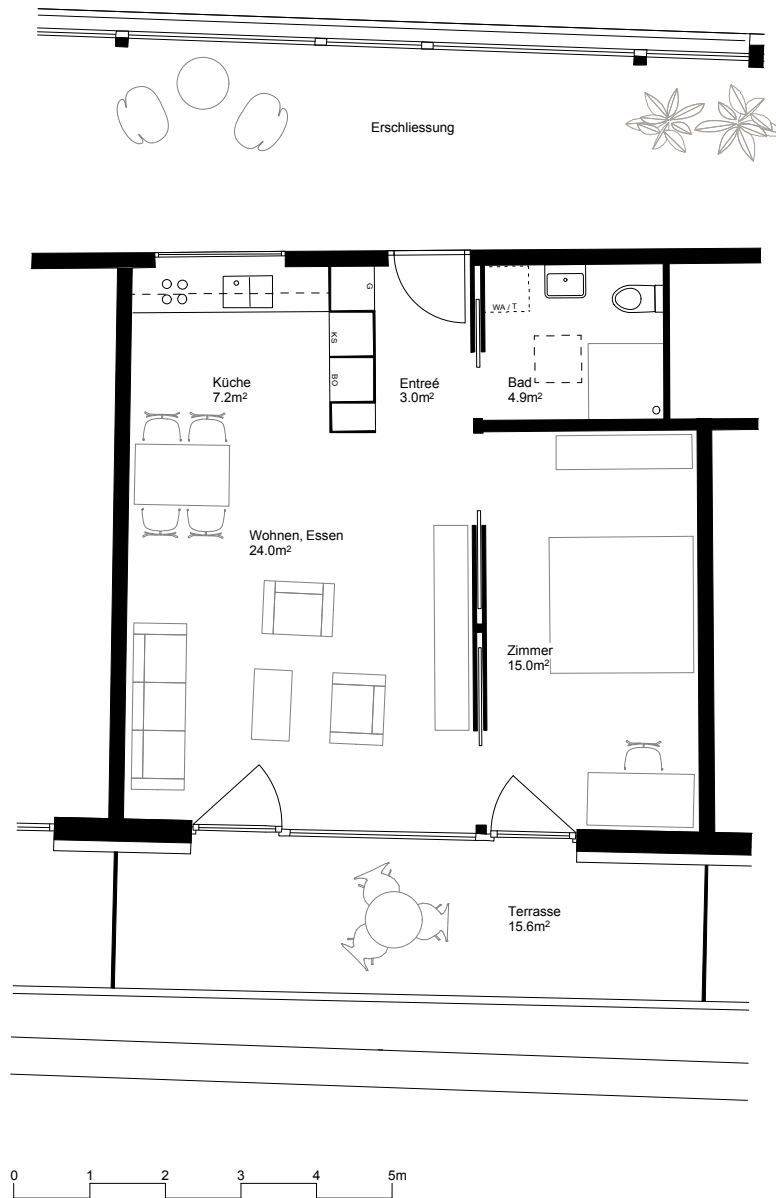 Erschliessung
G
WA / T
KS
BO
Küche
7.2m²
Entreé
3.0m²
Bad
4.9m²
Wohnen, Essen
24.0m²
Zimmer
15.0m²
Terrasse
15.6m²
0 1 2 3 4 5m